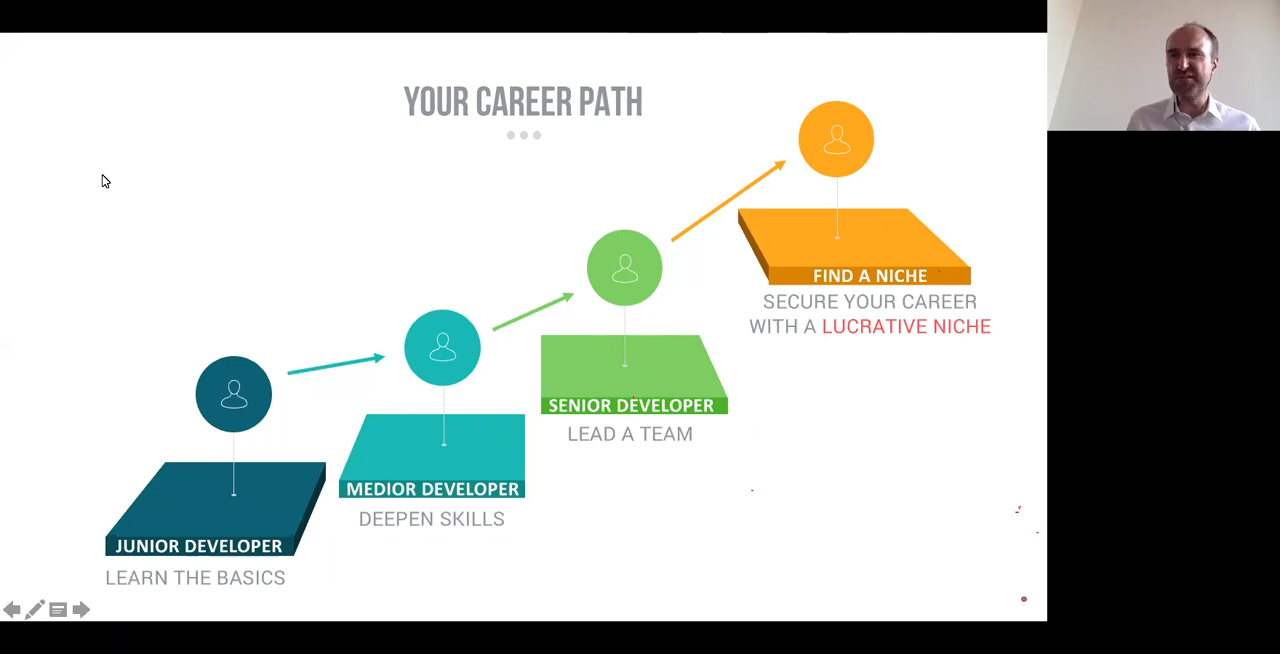 YOUR CAREER PATH
FIND A NICHE
SECURE YOUR CAREER
WITH A LUCRATIVE NICHE
SENIOR DEVELOPER
LEAD A TEAM
MEDIOR DEVELOPER
DEEPEN SKILLS
JUNIOR DEVELOPER
LEARN THE BASICS